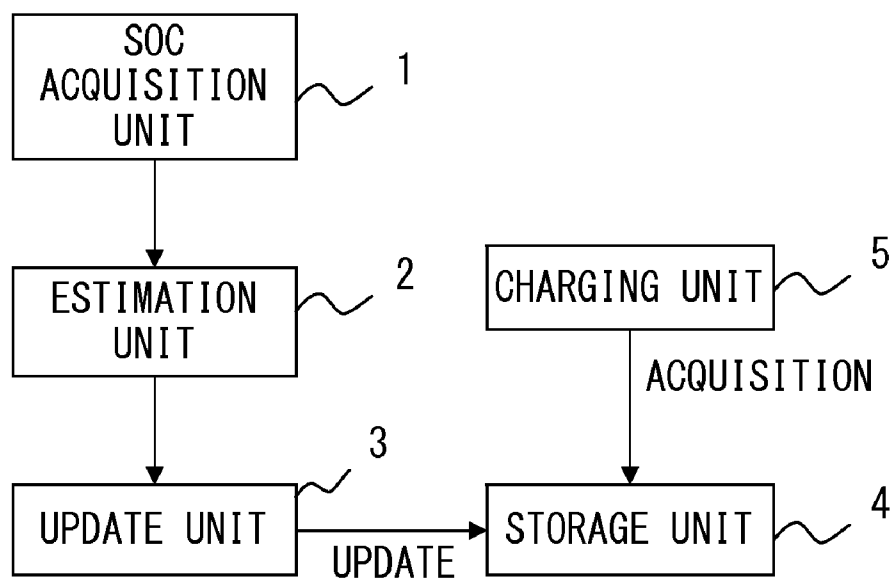 SOC
ACQUISITION
UNIT
1
ESTIMATION
UNIT
2
CHARGING UNIT
5
ACQUISITION
UPDATE UNIT
3
UPDATE
STORAGE UNIT
4